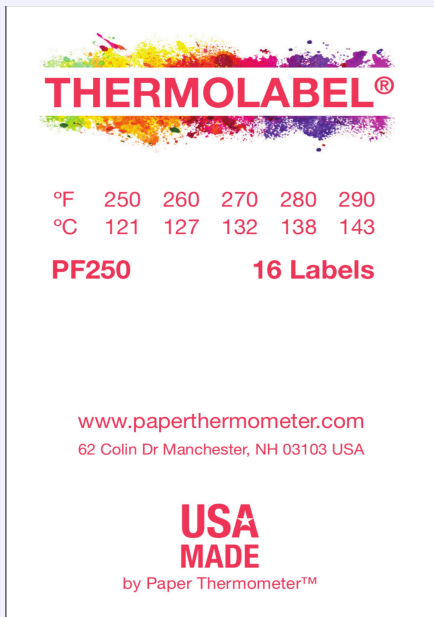 THERMOLABEL®
ºF 250 260 270 280 290
ºC 121 127 132 138 143
PF250 16 Labels
www.paperthermometer.com
62 Colin Dr Manchester, NH 03103 USA
USA
MADE
by Paper Thermometer™